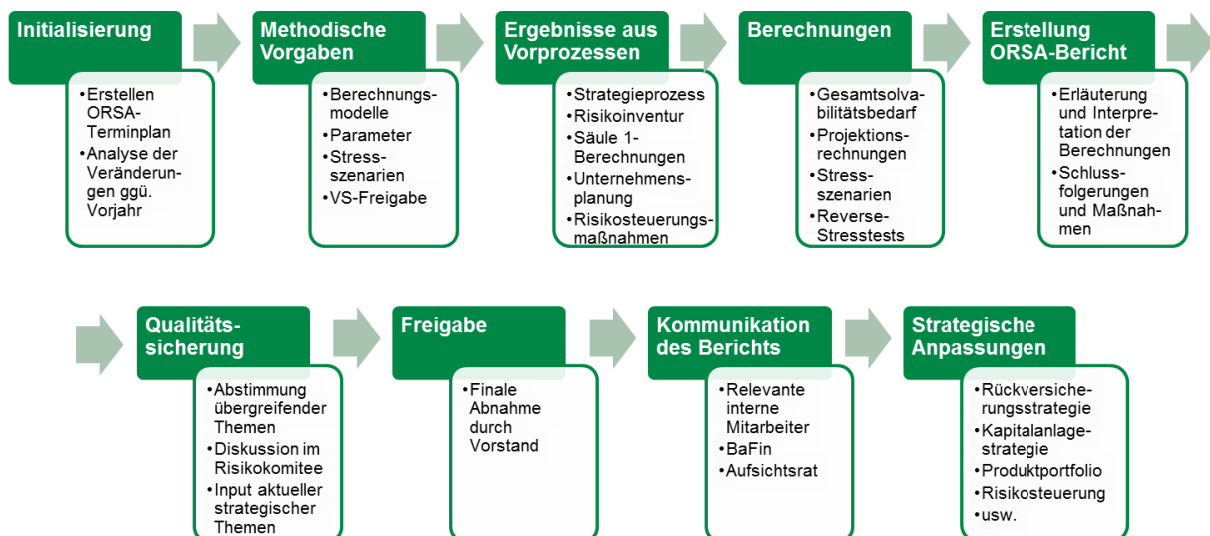 Initialisierung
• Erstellen
ORSA-
Terminplan
• Analyse der
Veränderun-
gen ggü.
Vorjahr
Methodische
Vorgaben
• Berechnungs-
modelle
• Parameter
• Stress-
szenarien
• VS-Freigabe
Ergebnisse aus
Vorprozessen
• Strategieprozess
• Risikoinventur
• Säule 1-
Berechnungen
• Unternehmens-
planung
• Risikosteuerungs-
maßnahmen
Berechnungen
• Gesamtsolva-
bilitätsbedarf
• Projektions-
rechnungen
• Stress-
szenarien
• Reverse-
Stresstests
Erstellung
ORSA-Bericht
• Erläuterung
und Interpre-
tation der
Berechnungen
• Schluss-
folgerungen
und Maßnah-
men
Qualitäts-
sicherung
• Abstimmung
übergreifender
Themen
• Diskussion im
Risikokomitee
• Input aktueller
strategischer
Themen
Freigabe
• Finale
Abnahme
durch
Vorstand
Kommunikation
des Berichts
• Relevante
interne
Mitarbeiter
• BaFin
• Aufsichtsrat
Strategische
Anpassungen
• Rückversiche-
rungsstrategie
• Kapitalanlage-
strategie
• Produktportfolio
• Risikosteuerung
• usw.